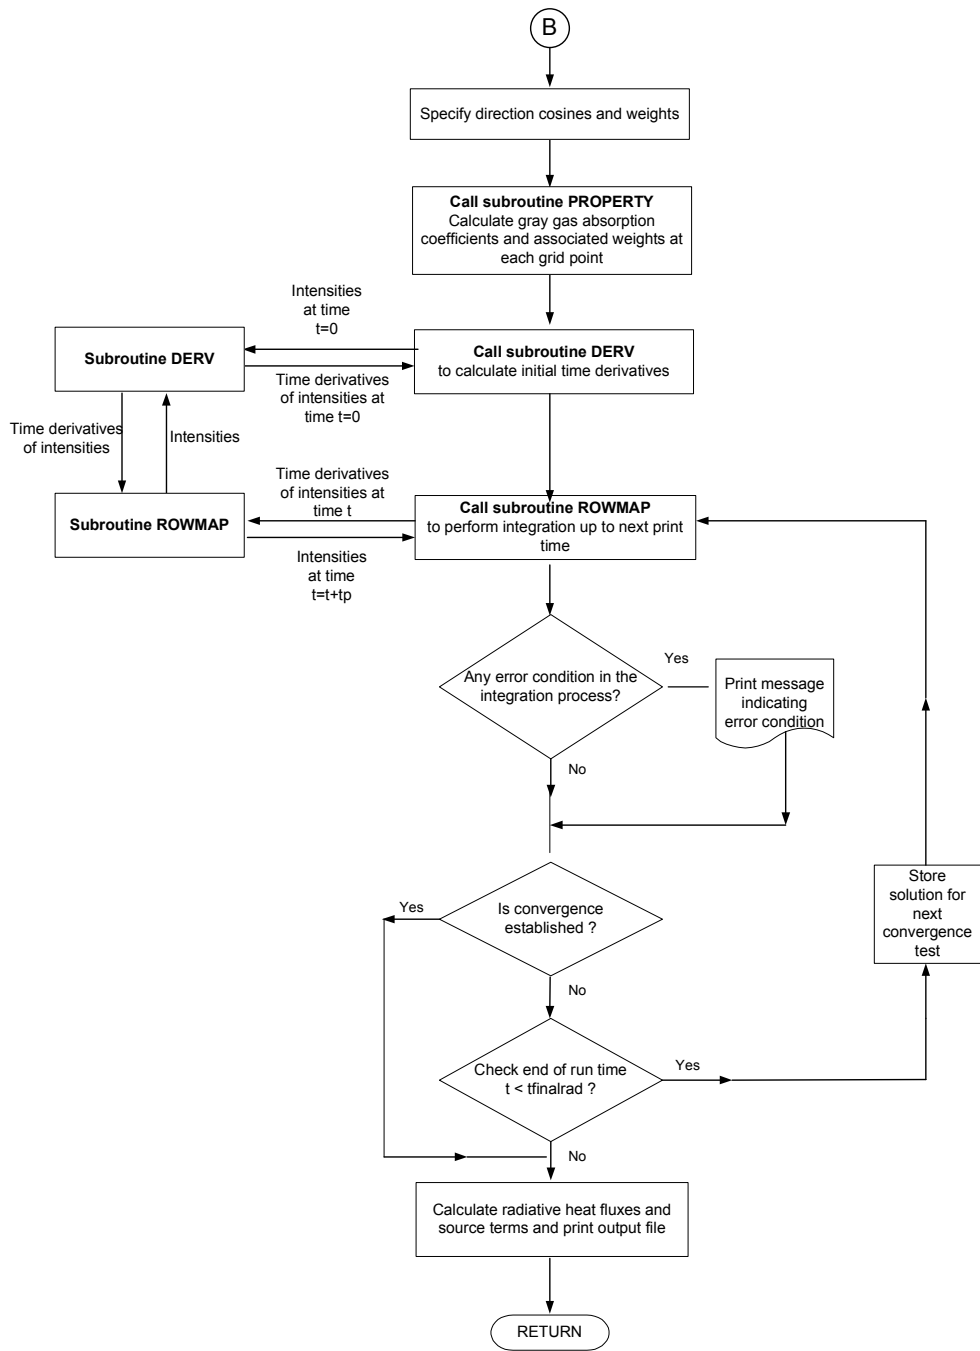 B
Specify direction cosines and weights
Call subroutine PROPERTY
Calculate gray gas absorption
coefficients and associated weights at
each grid point
Intensities
at time
t=0
Subroutine DERV
Call subroutine DERV
to calculate initial time derivatives
Time derivatives
of intensities at
time t=0
Time derivatives
of intensities
Intensities
Time derivatives
of intensities at
time t
Subroutine ROWMAP
Call subroutine ROWMAP
to perform integration up to next print
time
Intensities
at time
t=t+tp
Any error condition in the
integration process?
Yes
Print message
indicating
error condition
No
Is convergence
established ?
Yes
Store
solution for
next
convergence
test
No
Check end of run time
t < tfinalrad ?
Yes
No
Calculate radiative heat fluxes and
source terms and print output file
RETURN